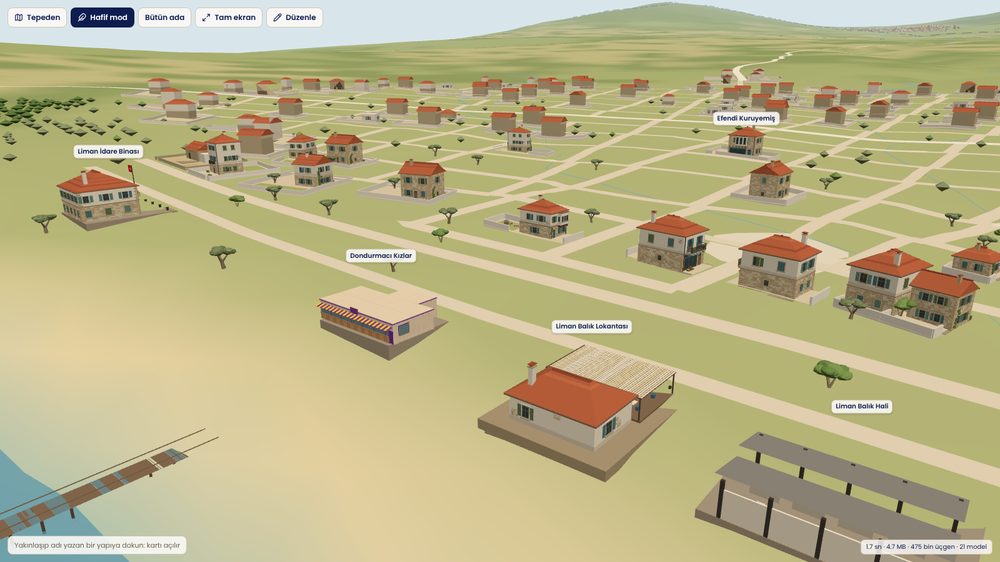 Tepeden
Hafif mod
Bütün ada
Tam ekran
Düzenle
Efendi Kuruyemiş
Liman İdare Binası
Dondurmacı Kızlar
Liman Balık Lokantası
Liman Balık Hali
Yakınlaşıp adı yazan bir yapıya dokun: kartı açılır
1.7 sn · 4.7 MB · 475 bin üçgen · 21 model